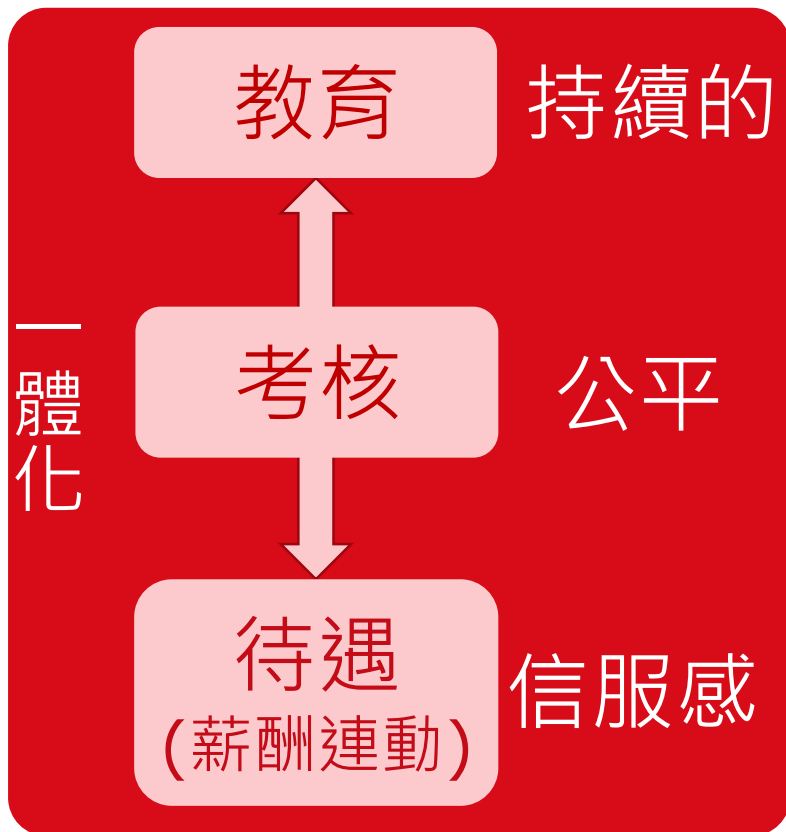 教育 持續的
一體化
考核 公平
待遇
(薪酬連動)
信服感